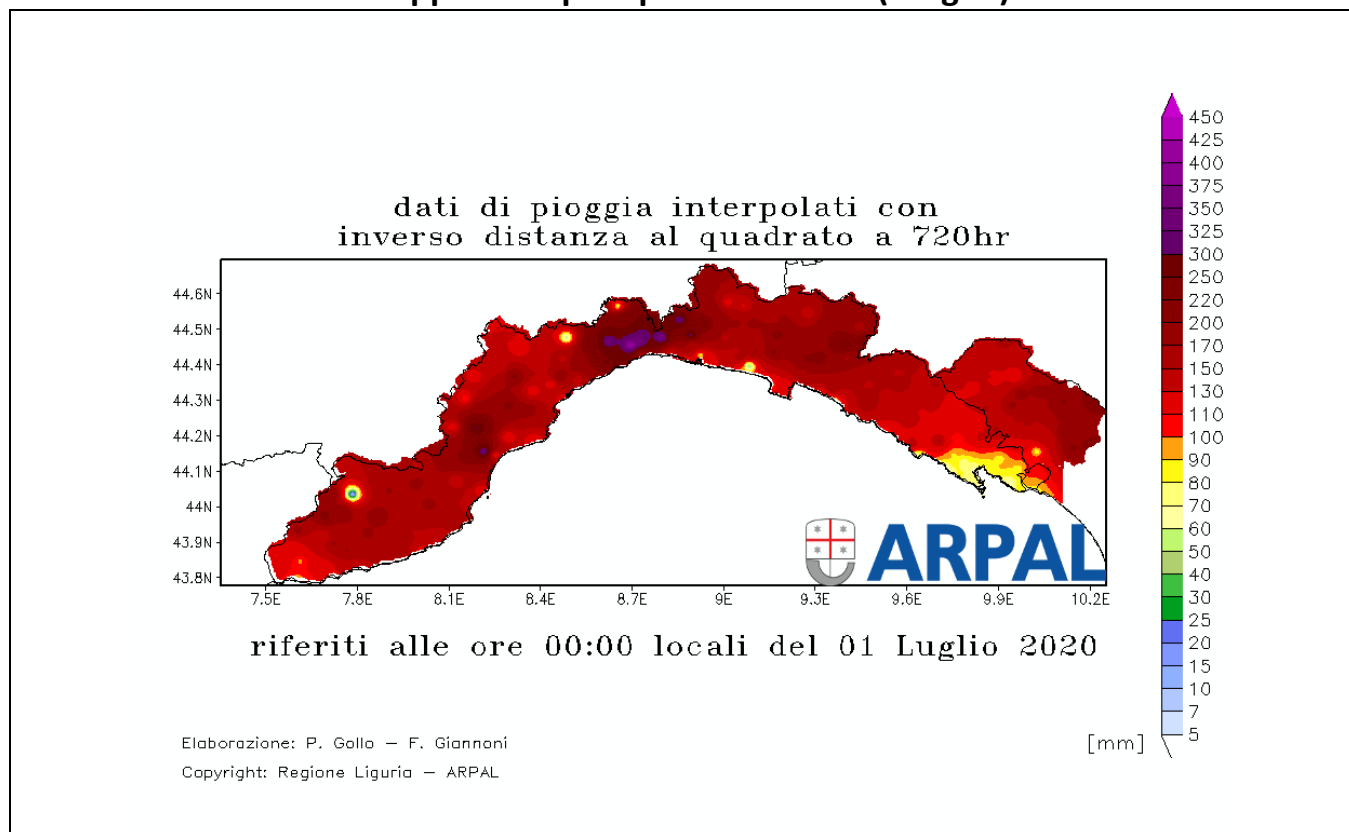 dati di pioggia interpolati con
inverso distanza al quadrato a 720hr
44.6N
44.5N
44.4N
44.3N
44.2N
44.1N
44N
43.9N
43.8N
7.5E 7.8E 8.1E 8.4E 8.7E 9E 9.3E 9.6E 9.9E 10.2E
ARPAL
riferiti alle ore 00:00 locali del 01 Luglio 2020
Elaborazione: P. Gollo – F. Giannoni
Copyright: Regione Liguria – ARPAL
450
425
400
375
350
325
300
250
220
200
170
150
130
110
100
90
80
70
60
50
40
30
25
20
15
10
7
5
[mm]